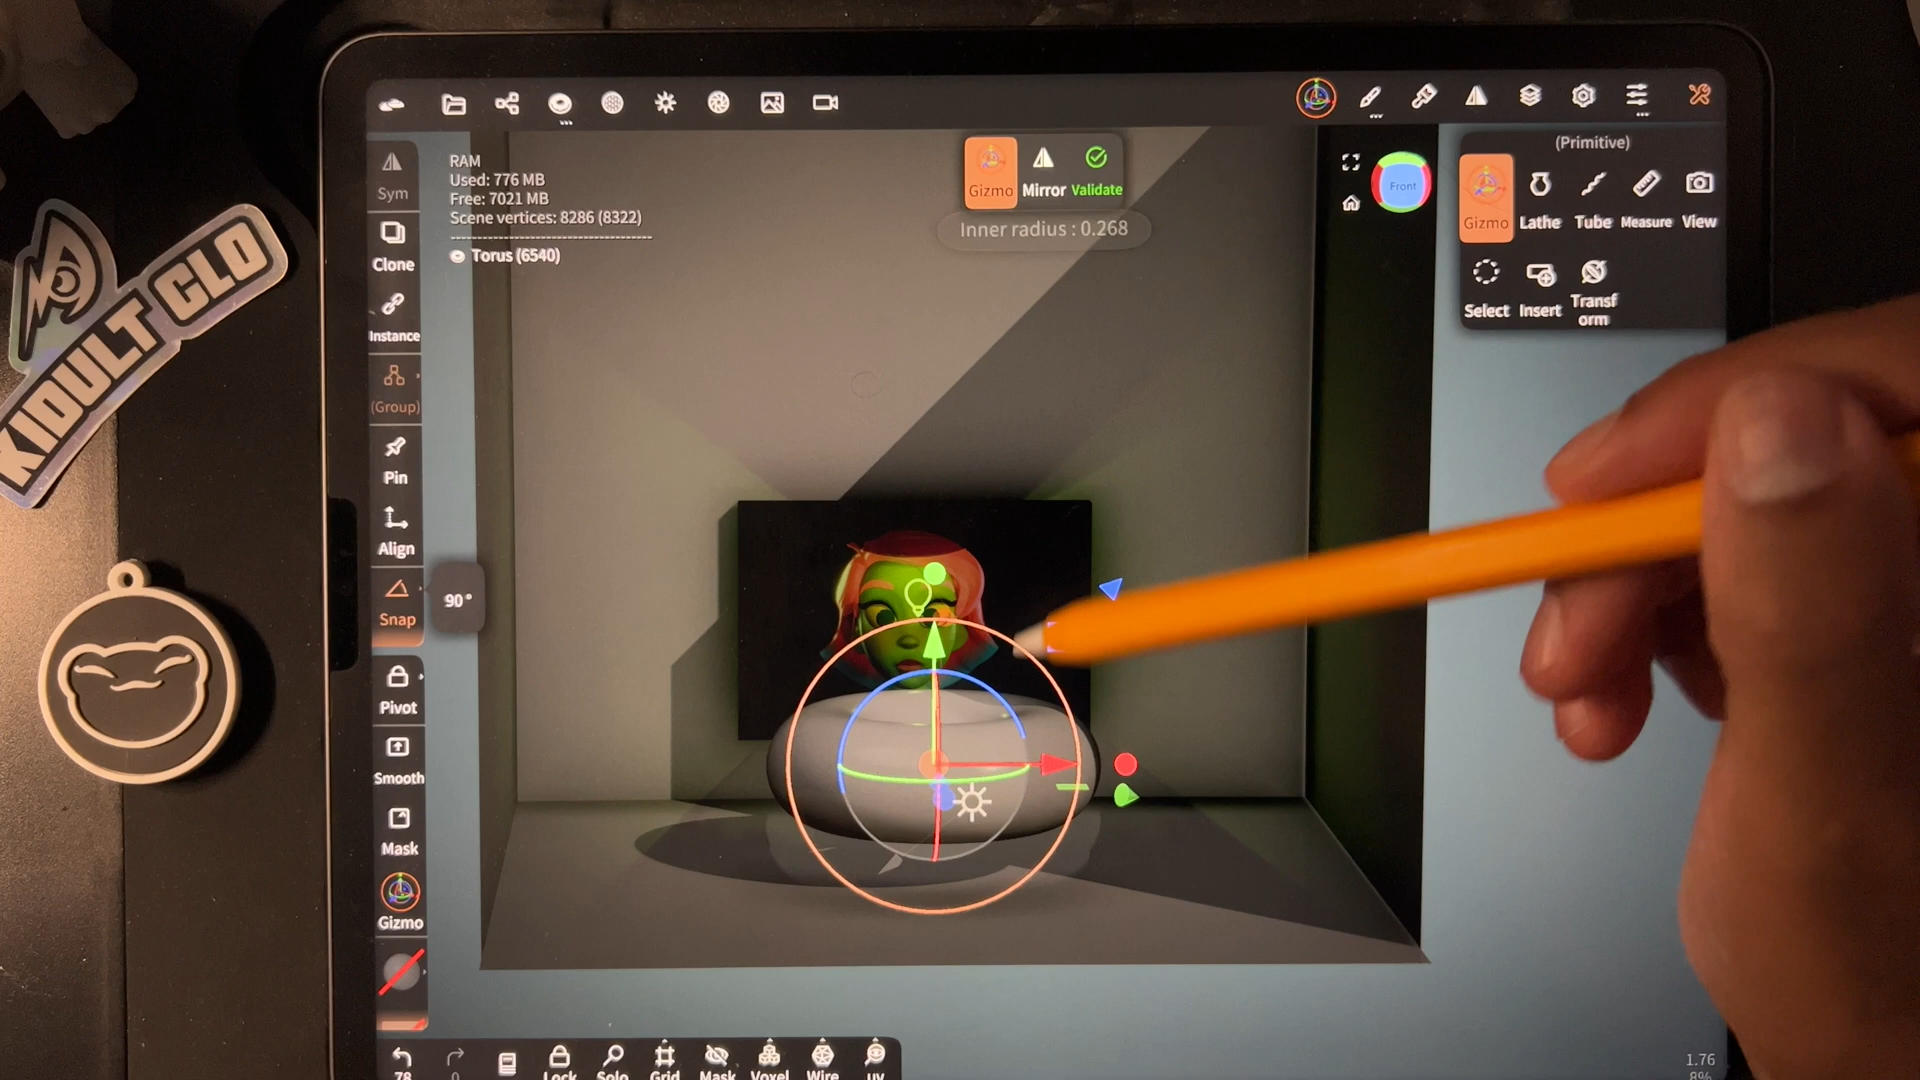 KIDULT CLO
Sym
Clone
Instance
(Group)
Pin
Align
Snap
90°
Pivot
Smooth
Mask
Gizmo
RAM
Used: 776 MB
Free: 7021 MB
Scene vertices: 8286 (8322)
Torus (6540)
Gizmo
Mirror
Validate
Inner radius : 0.268
Front
(Primitive)
Gizmo
Lathe
Tube
Measure
View
Select
Insert
Transf
orm
78
0
Lock
Solo
Grid
Mask
Voxel
Wire
UV
1.76
8%